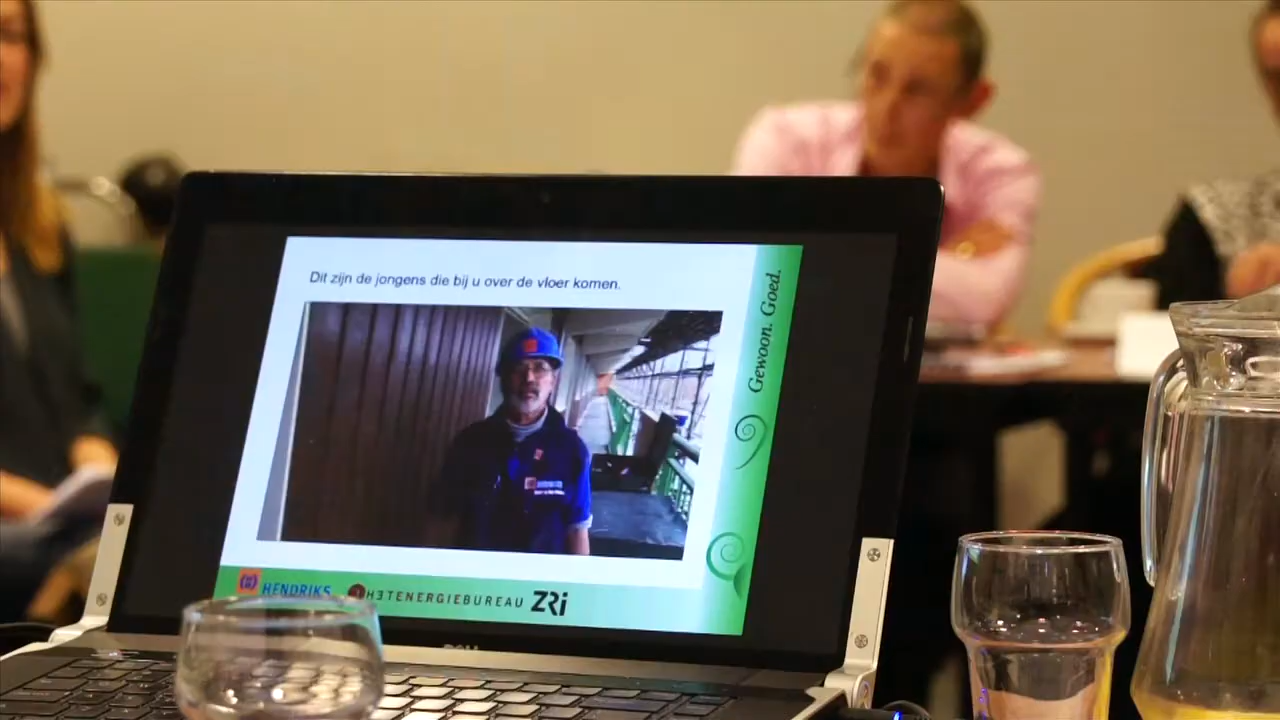 Dit zijn de jongens die bij u over de vloer komen.
Gewoon. Goed.
HENDRIKS
H3TENERGIEBUREAU
ZRi